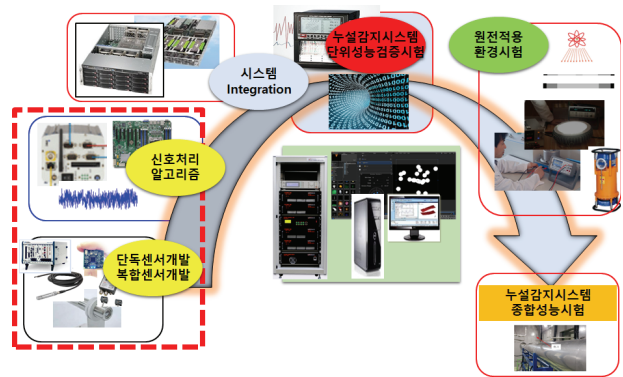 시스템
Integration
누설감지시스템
단위성능검증시험
원전적용
환경시험
신호처리
알고리즘
단독센서개발
복합센서개발
누설감지시스템
종합성능시험